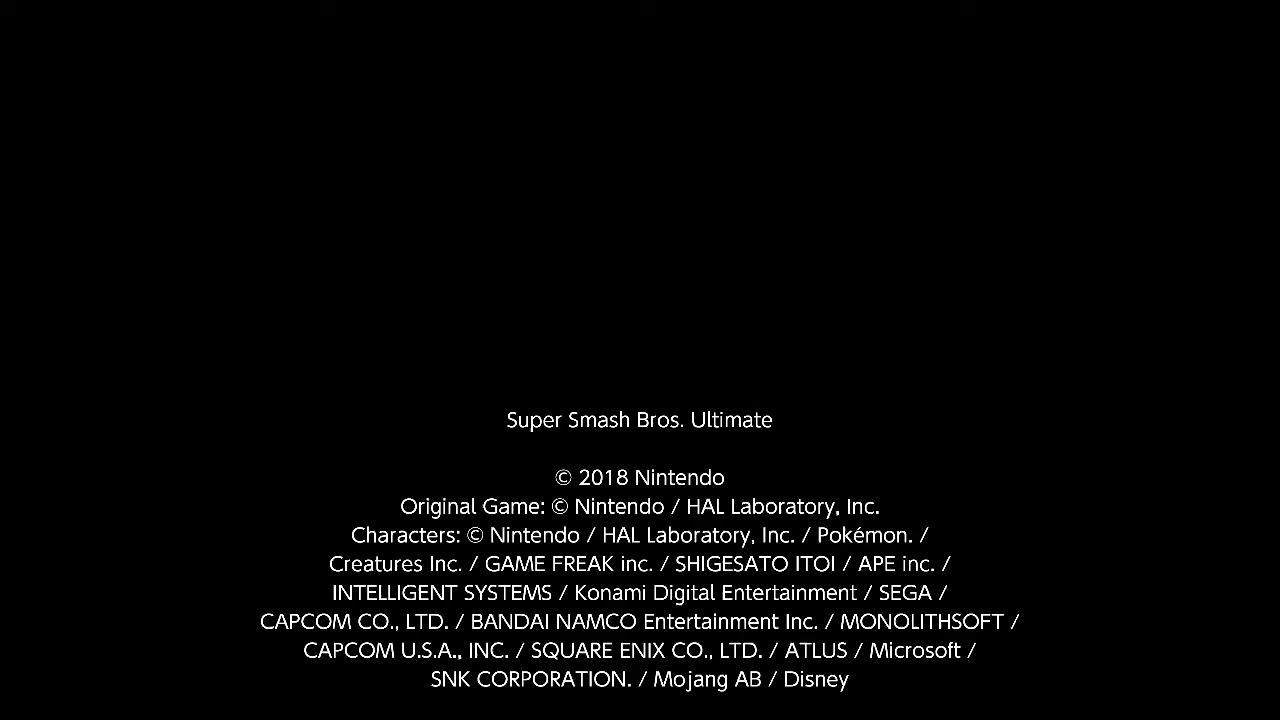 Super Smash Bros. Ultimate
© 2018 Nintendo
Original Game: © Nintendo / HAL Laboratory, Inc.
Characters: © Nintendo / HAL Laboratory, Inc. / Pokémon. /
Creatures Inc. / GAME FREAK inc. / SHIGESATO ITOI / APE inc. /
INTELLIGENT SYSTEMS / Konami Digital Entertainment / SEGA /
CAPCOM CO., LTD. / BANDAI NAMCO Entertainment Inc. / MONOLITHSOFT /
CAPCOM U.S.A., INC. / SQUARE ENIX CO., LTD. / ATLUS / Microsoft /
SNK CORPORATION. / Mojang AB / Disney